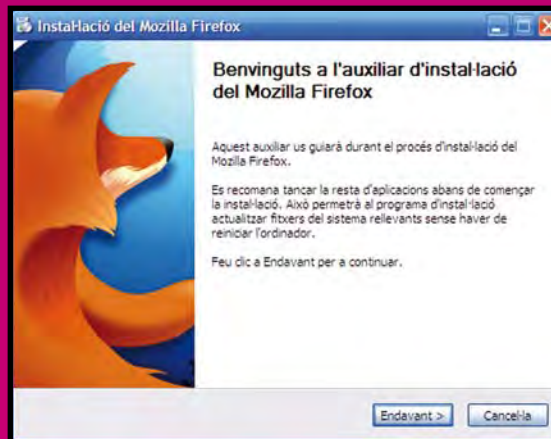 Instal·lació del Mozilla Firefox
Benvinguts a l'auxiliar d'instal·lació
del Mozilla Firefox
Aquest auxiliar us guiarà durant el procés d'instal·lació del
Mozilla Firefox.
Es recomana tancar la resta d'aplicacions abans de començar
la instal·lació. Això permetrà al programa d'instal·lació
actualitzar fitxers del sistema rellevants sense haver de
reiniciar l'ordinador.
Feu clic a Endavant per a continuar.
Endavant >
Cancel·la